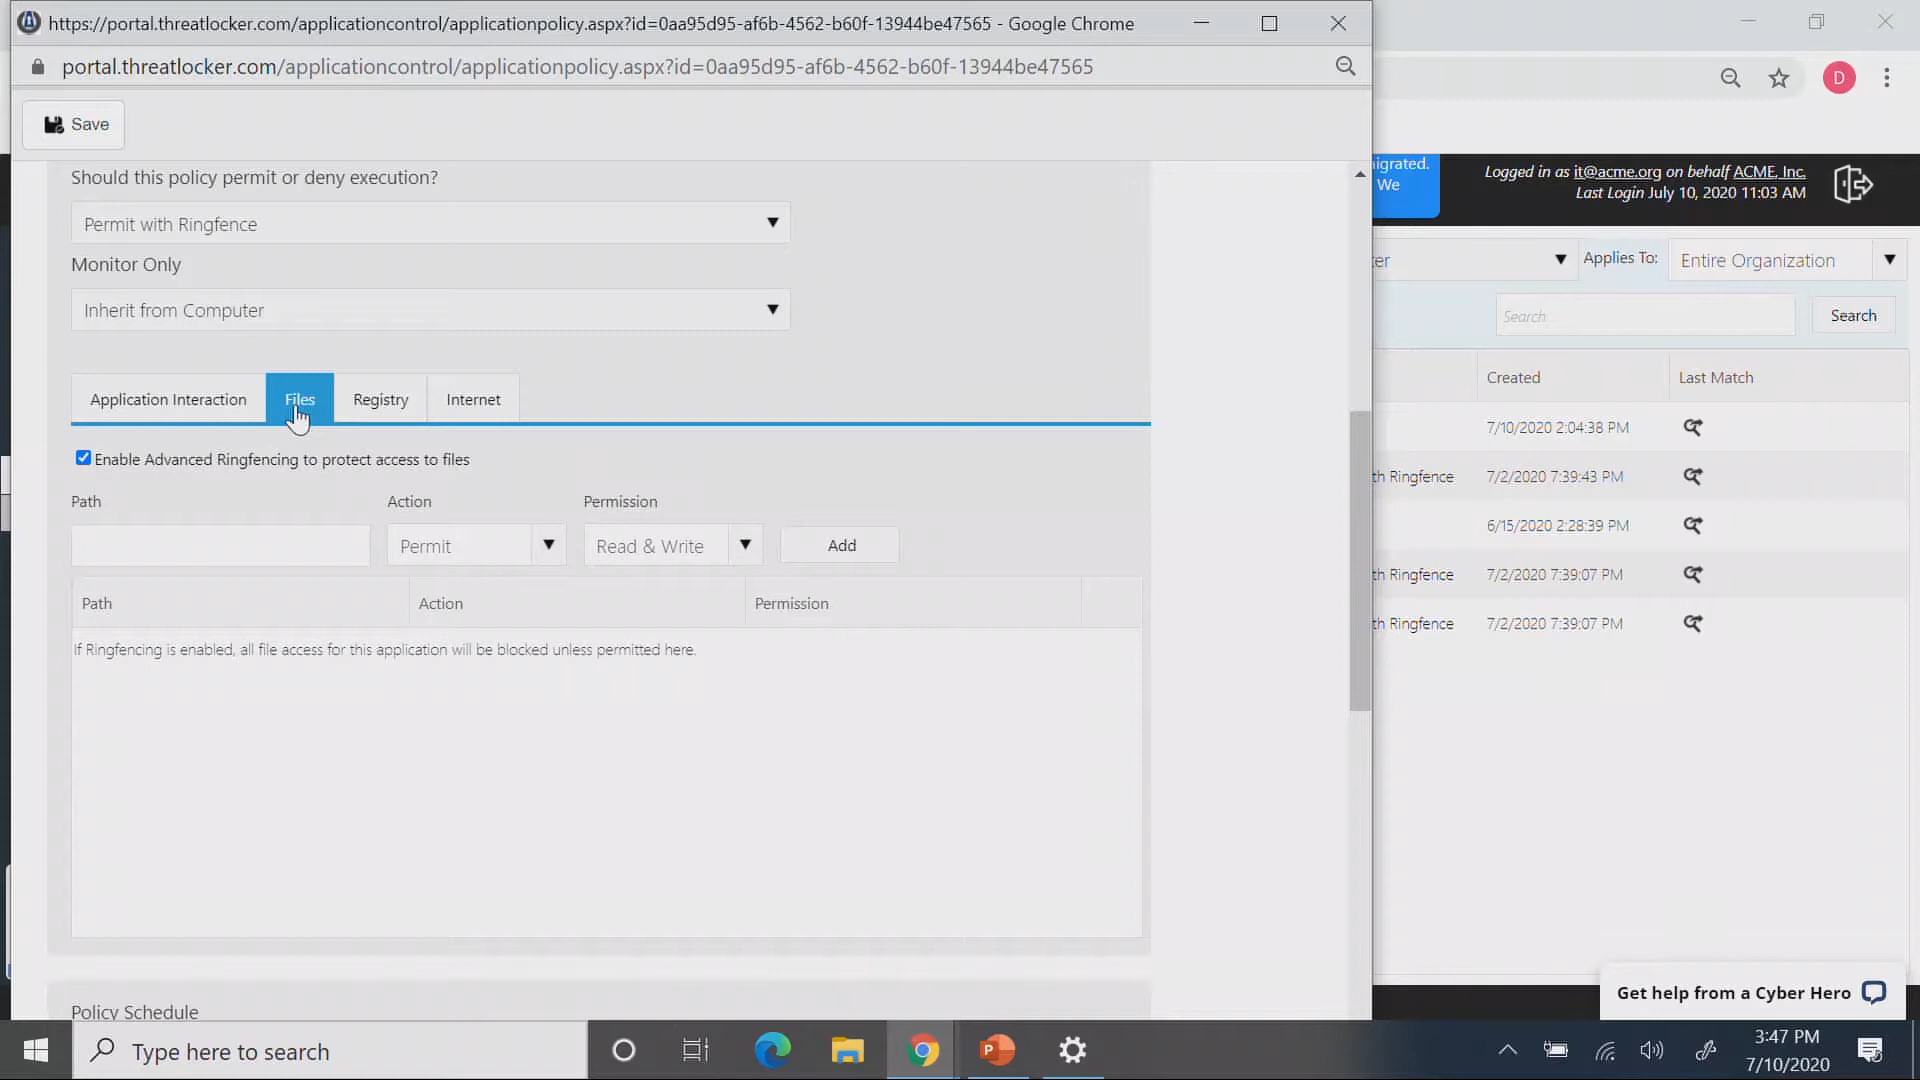 https://portal.threatlocker.com/applicationcontrol/applicationpolicy.aspx?id=0aa95d95-af6b-4562-b60f-13944be47565 - Google Chrome
portal.threatlocker.com/applicationcontrol/applicationpolicy.aspx?id=0aa95d95-af6b-4562-b60f-13944be47565
D
Save
Should this policy permit or deny execution?
Permit with Ringfence
Monitor Only
Inherit from Computer
Application Interaction
Files
Registry
Internet
Enable Advanced Ringfencing to protect access to files
Path Action Permission
Permit
Read & Write
Add
Path Action Permission
If Ringfencing is enabled, all file access for this application will be blocked unless permitted here.
Policy Schedule
igrated.
We
Logged in as it@acme.org on behalf ACME, Inc.
Last Login July 10, 2020 11:03 AM
ter
Applies To:
Entire Organization
Search...
Search
Created Last Match
7/10/2020 2:04:38 PM
th Ringfence 7/2/2020 7:39:43 PM
6/15/2020 2:28:39 PM
th Ringfence 7/2/2020 7:39:07 PM
th Ringfence 7/2/2020 7:39:07 PM
Get help from a Cyber Hero
Type here to search
P
3:47 PM
7/10/2020